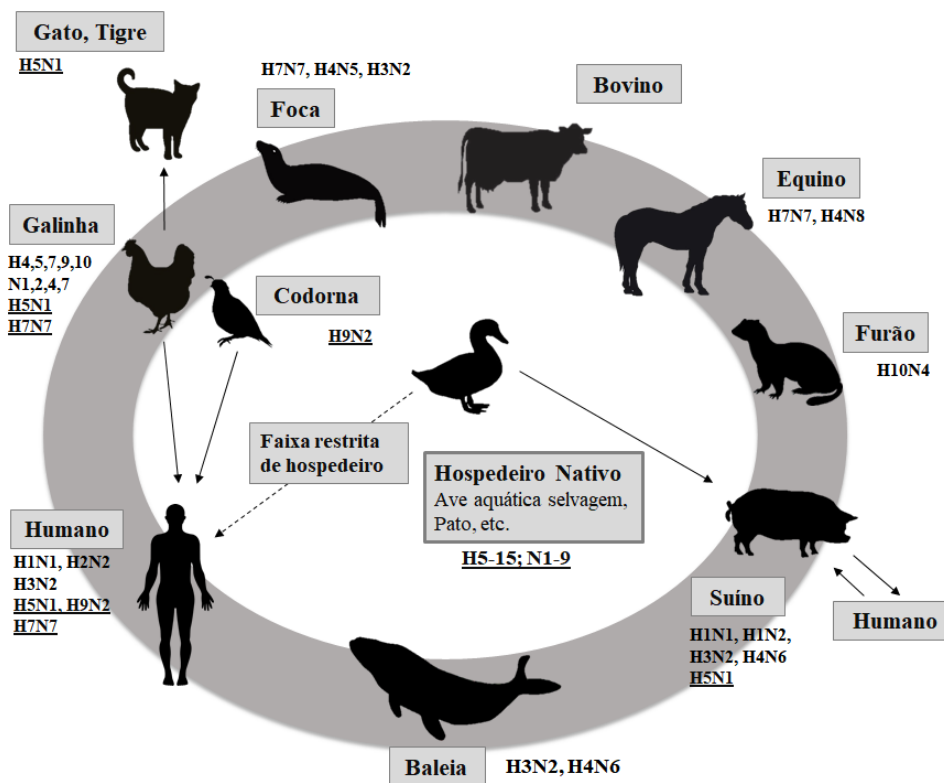 Gato, Tigre
H5N1
H7N7, H4N5, H3N2
Foca
Bovino
Equino
H7N7, H4N8
Galinha
H4,5,7,9,10
N1,2,4,7
H5N1
H7N7
Codorna
H9N2
Furão
H10N4
Faixa restrita
de hospedeiro
Hospedeiro Nativo
Ave aquática selvagem,
Pato, etc.
H5-15; N1-9
Humano
H1N1, H2N2
H3N2
H5N1, H9N2
H7N7
Suíno
H1N1, H1N2,
H3N2, H4N6
H5N1
Humano
Baleia
H3N2, H4N6